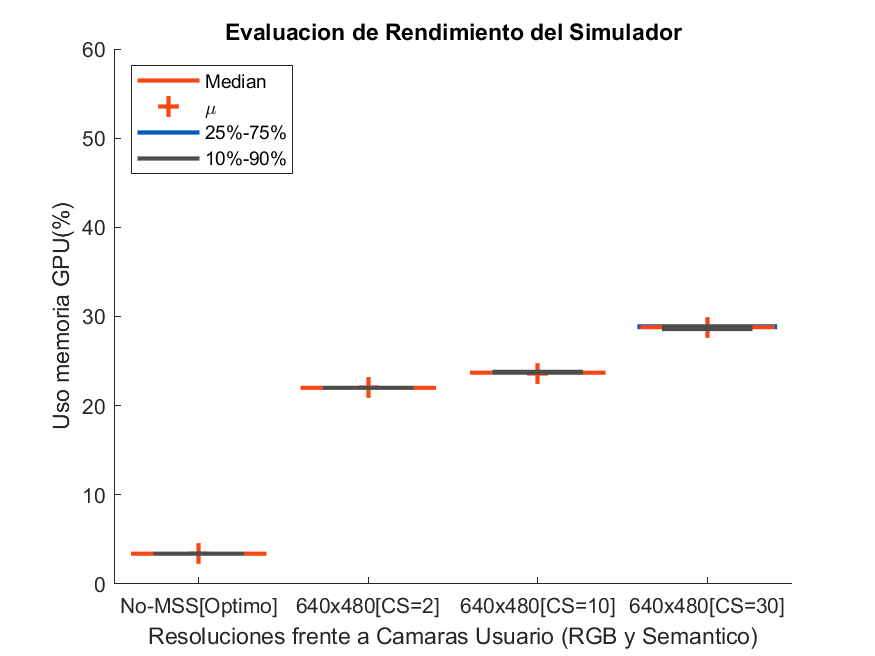 Evaluacion de Rendimiento del Simulador
60
50
40
30
20
10
0
Uso memoria GPU(%)
Median
μ
25%-75%
10%-90%
No-MSS[Optimo] 640x480[CS=2] 640x480[CS=10] 640x480[CS=30]
Resoluciones frente a Camaras Usuario (RGB y Semantico)